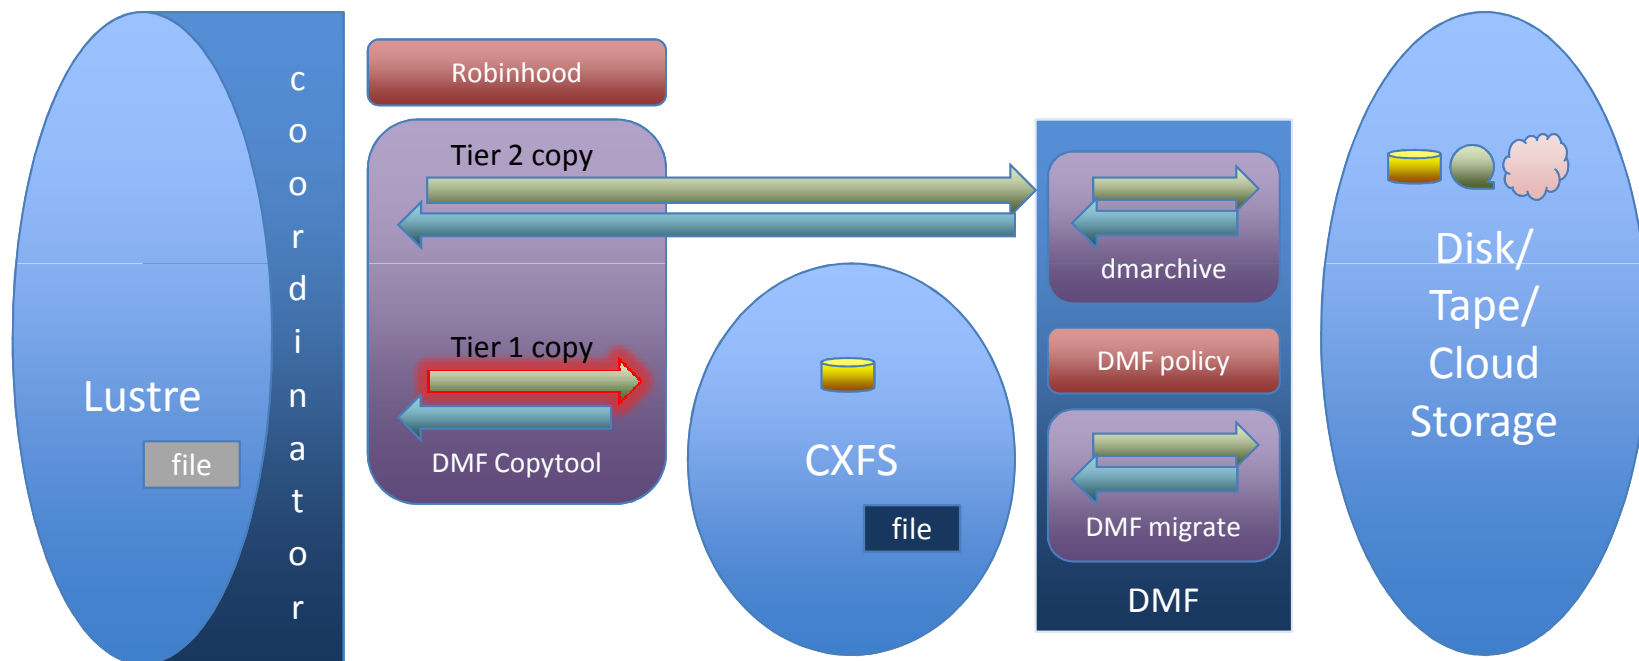 Lustre
file
coordinator
Robinhood
Tier 2 copy
Tier 1 copy
DMF Copytool
CXFS
file
dmarchive
DMF policy
DMF migrate
DMF
Disk/
Tape/
Cloud
Storage